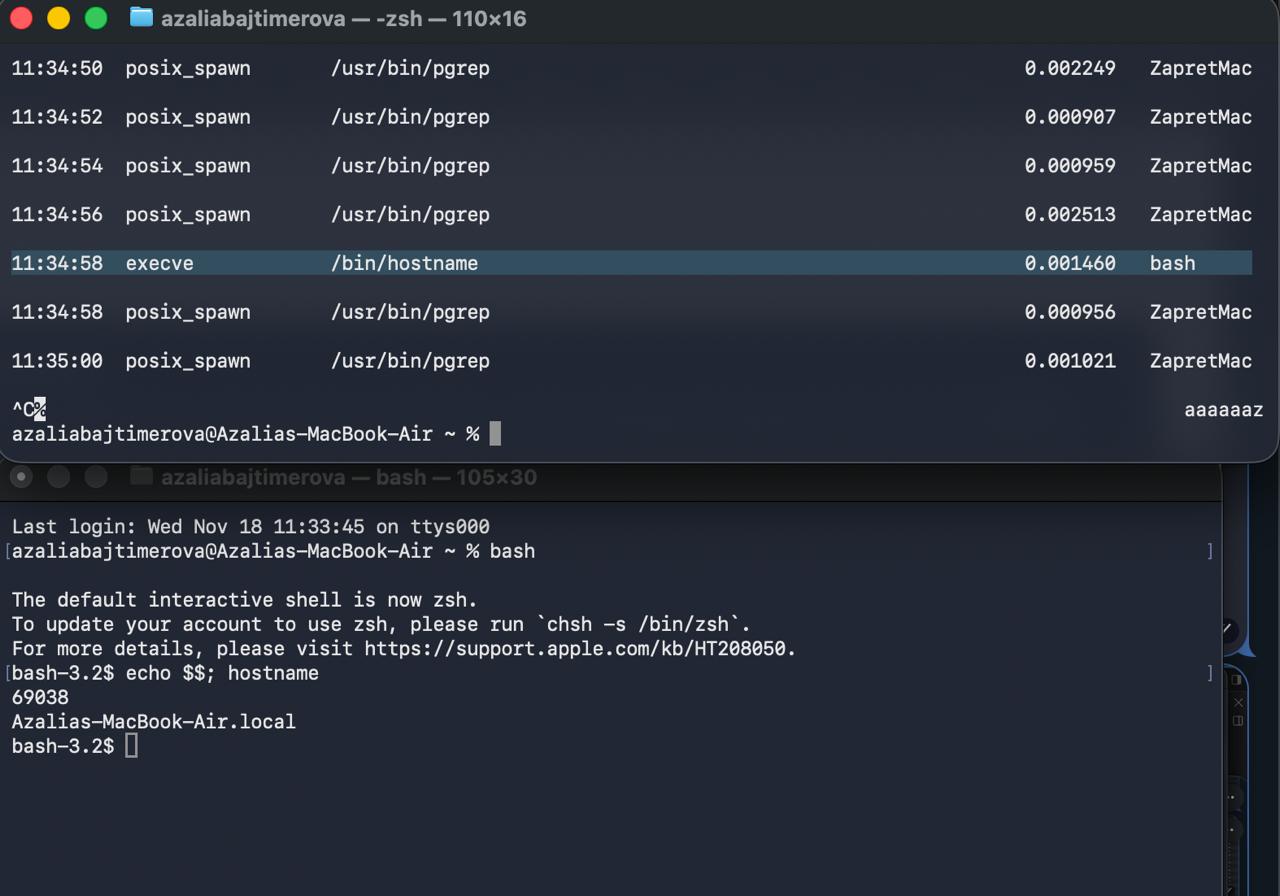 azaliabajtimerova — -zsh — 110×16
11:34:50 posix_spawn /usr/bin/pgrep 0.002249 ZapretMac
11:34:52 posix_spawn /usr/bin/pgrep 0.000907 ZapretMac
11:34:54 posix_spawn /usr/bin/pgrep 0.000959 ZapretMac
11:34:56 posix_spawn /usr/bin/pgrep 0.002513 ZapretMac
11:34:58 execve /bin/hostname 0.001460 bash
11:34:58 posix_spawn /usr/bin/pgrep 0.000956 ZapretMac
11:35:00 posix_spawn /usr/bin/pgrep 0.001021 ZapretMac
^C% aaaaaaz
azaliabajtimerova@Azalias-MacBook-Air ~ %
azaliabajtimerova — bash — 105×30
Last login: Wed Nov 18 11:33:45 on ttys000
[azaliabajtimerova@Azalias-MacBook-Air ~ % bash ]
The default interactive shell is now zsh.
To update your account to use zsh, please run `chsh -s /bin/zsh`.
For more details, please visit https://support.apple.com/kb/HT208050.
[bash-3.2$ echo $$; hostname ]
69038
Azalias-MacBook-Air.local
bash-3.2$